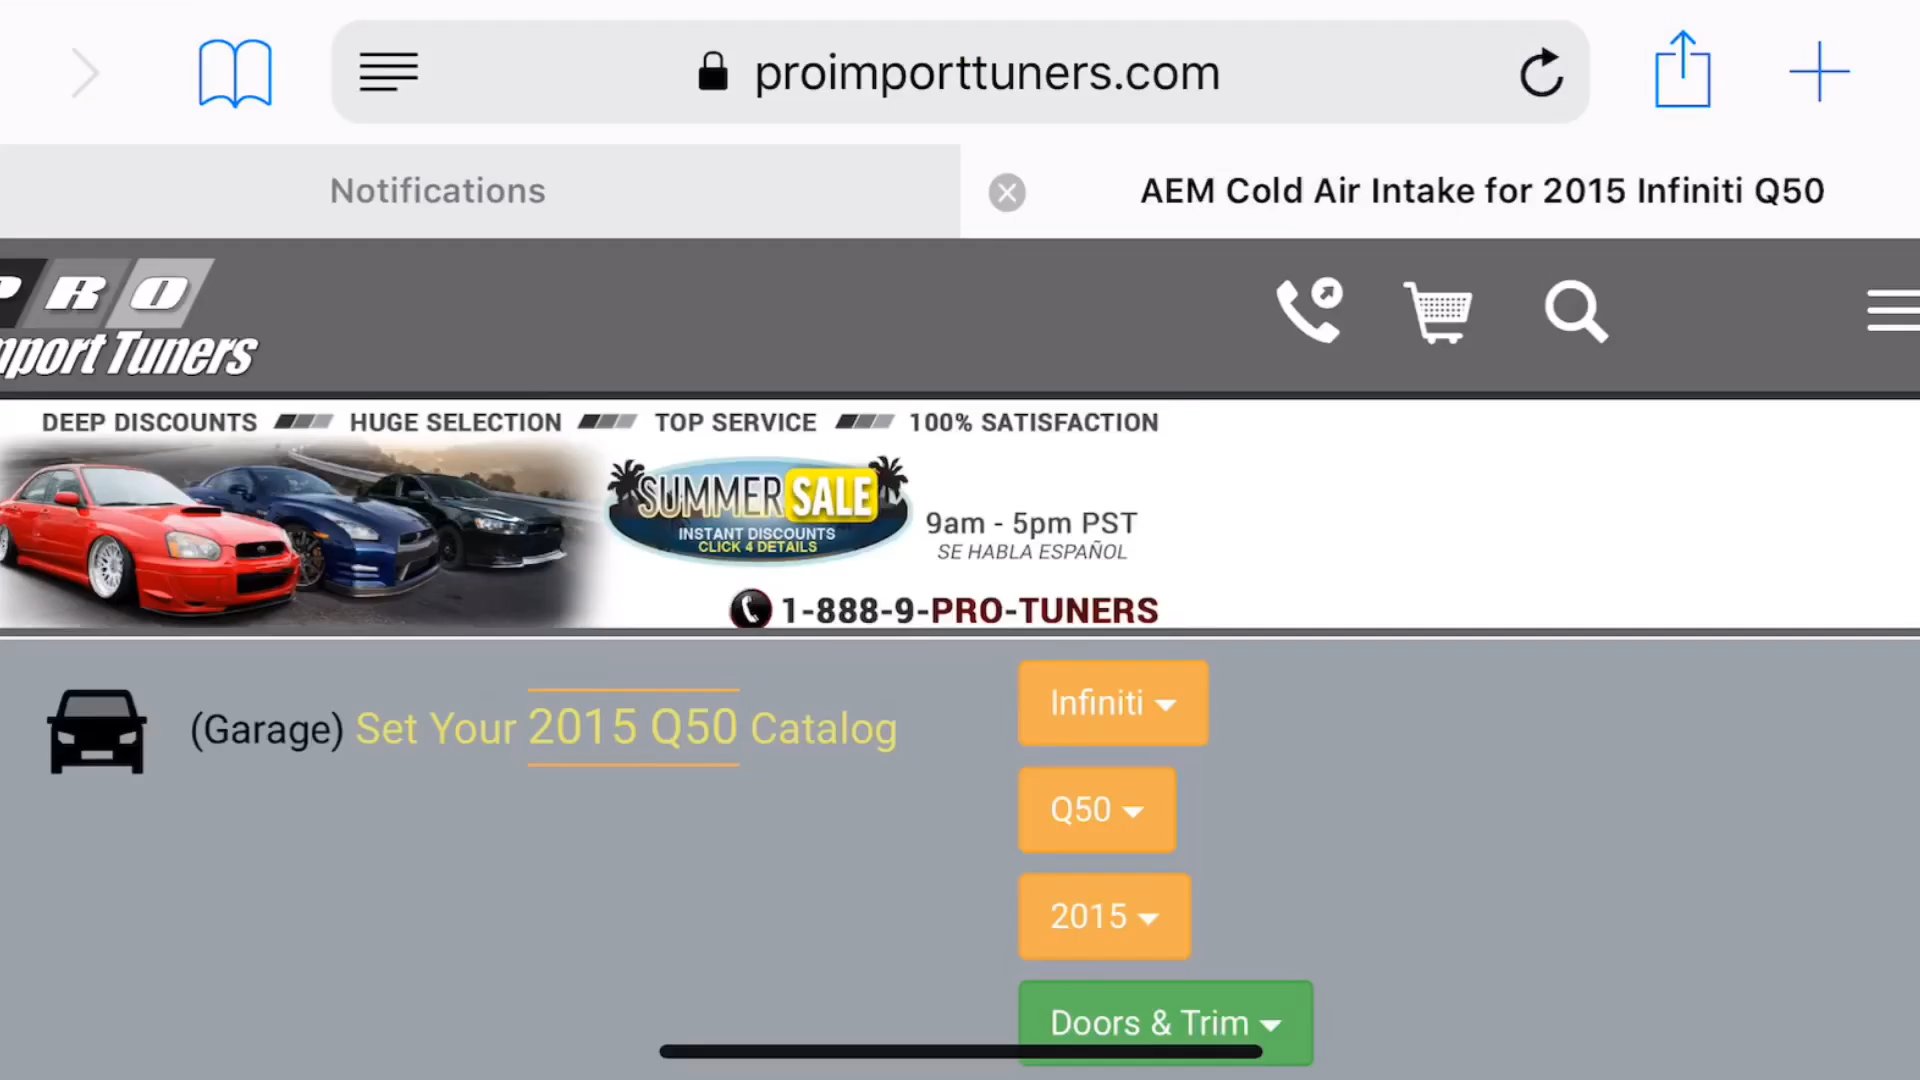 proimporttuners.com
Notifications
AEM Cold Air Intake for 2015 Infiniti Q50
PRO
mport Tuners
DEEP DISCOUNTS HUGE SELECTION TOP SERVICE 100% SATISFACTION
SUMMER SALE
INSTANT DISCOUNTS
CLICK 4 DETAILS
9am - 5pm PST
SE HABLA ESPAÑOL
1-888-9-PRO-TUNERS
(Garage) Set Your 2015 Q50 Catalog
Infiniti
Q50
2015
Doors & Trim